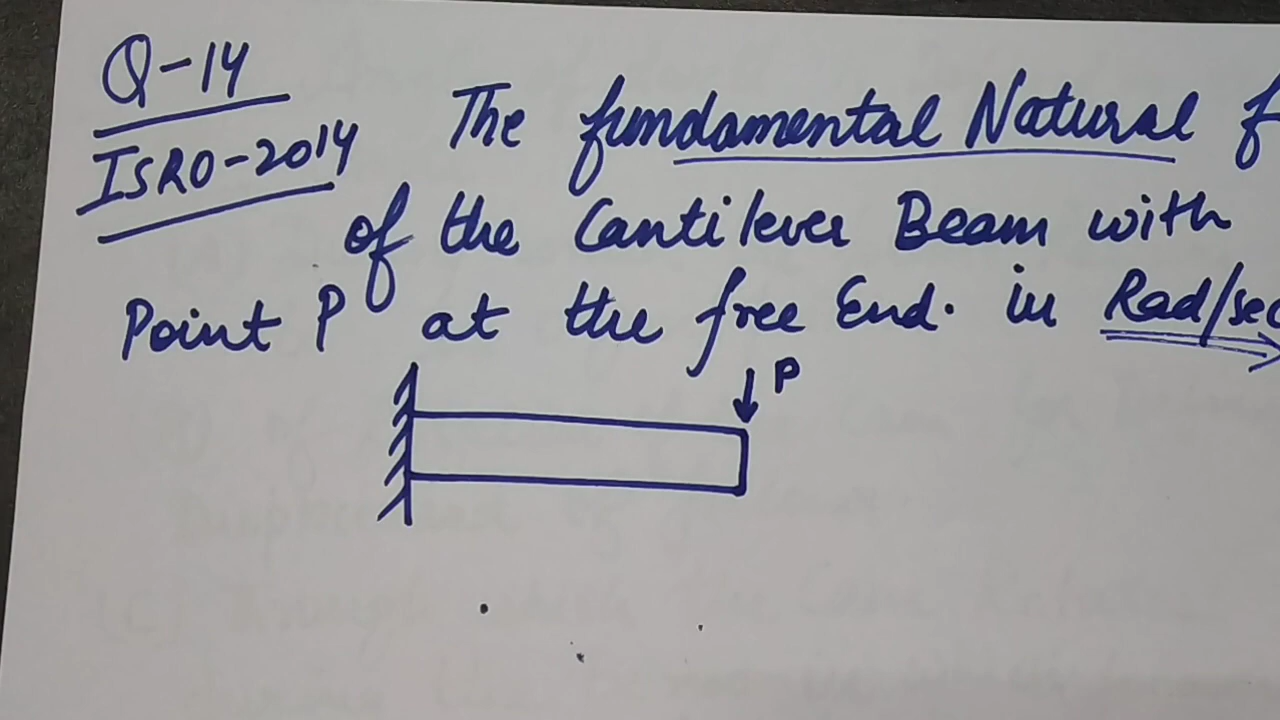 Q-14
ISRO-2014
The fundamental Natural
of the Cantilever Beam with
Point P at the free End. in Rad/sec
P